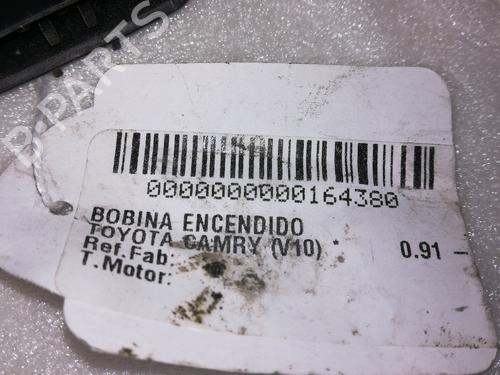 B-PARTS
0000000000164380
BOBINA ENCENDIDO
TOYOTA CAMRY (V10) * 0.91 -
Ref.Fab:
T.Motor: